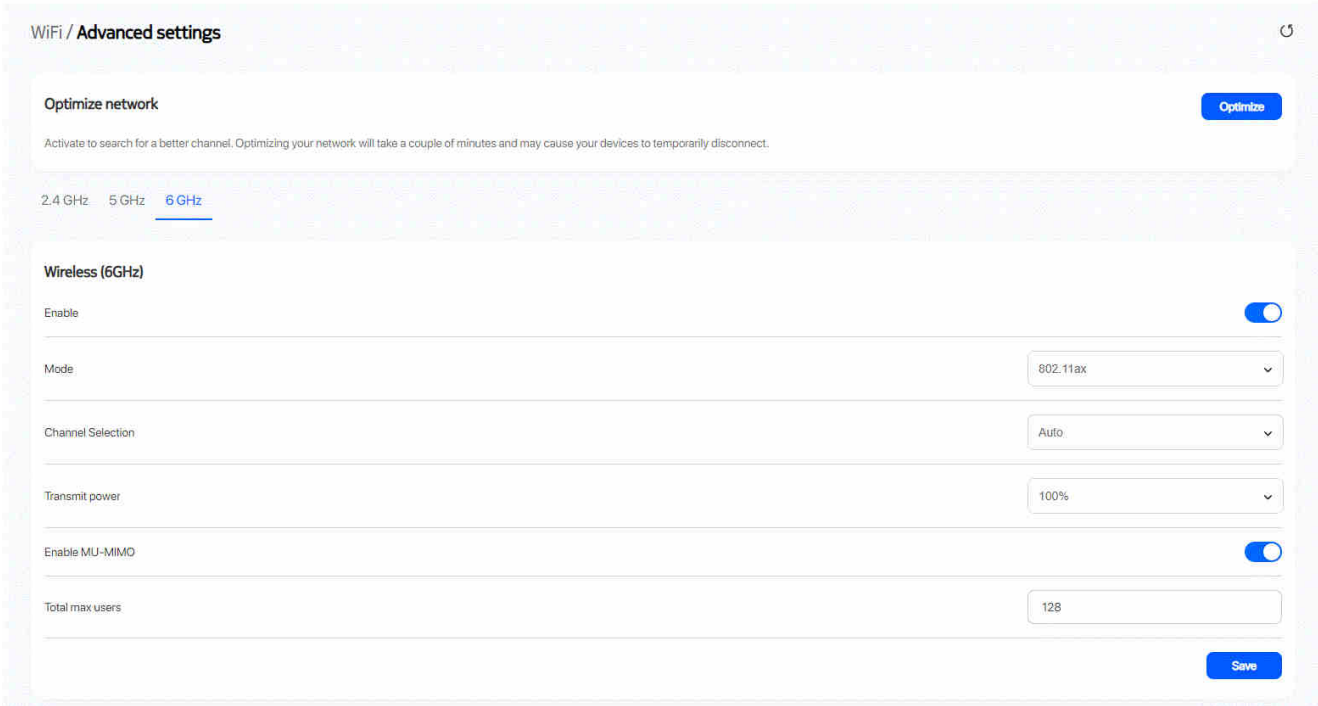 WiFi / Advanced settings
Optimize network
Optimize
Activate to search for a better channel. Optimizing your network will take a couple of minutes and may cause your devices to temporarily disconnect.
2.4 GHz 5 GHz 6 GHz
Wireless (6GHz)
Enable
Mode 802.11ax
Channel Selection Auto
Transmit power 100%
Enable MU-MIMO
Total max users 128
Save